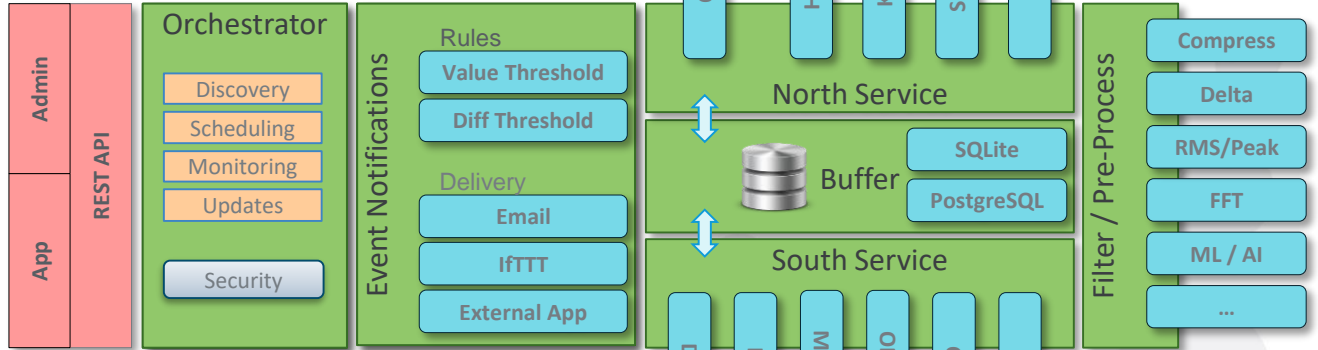 Admin
App
REST API
Orchestrator
Discovery
Scheduling
Monitoring
Updates
Security
Event Notifications
Rules
Value Threshold
Diff Threshold
Delivery
Email
IfTTT
External App
North Service
Buffer
SQLite
PostgreSQL
South Service
Filter / Pre-Process
Compress
Delta
RMS/Peak
FFT
ML / AI
...